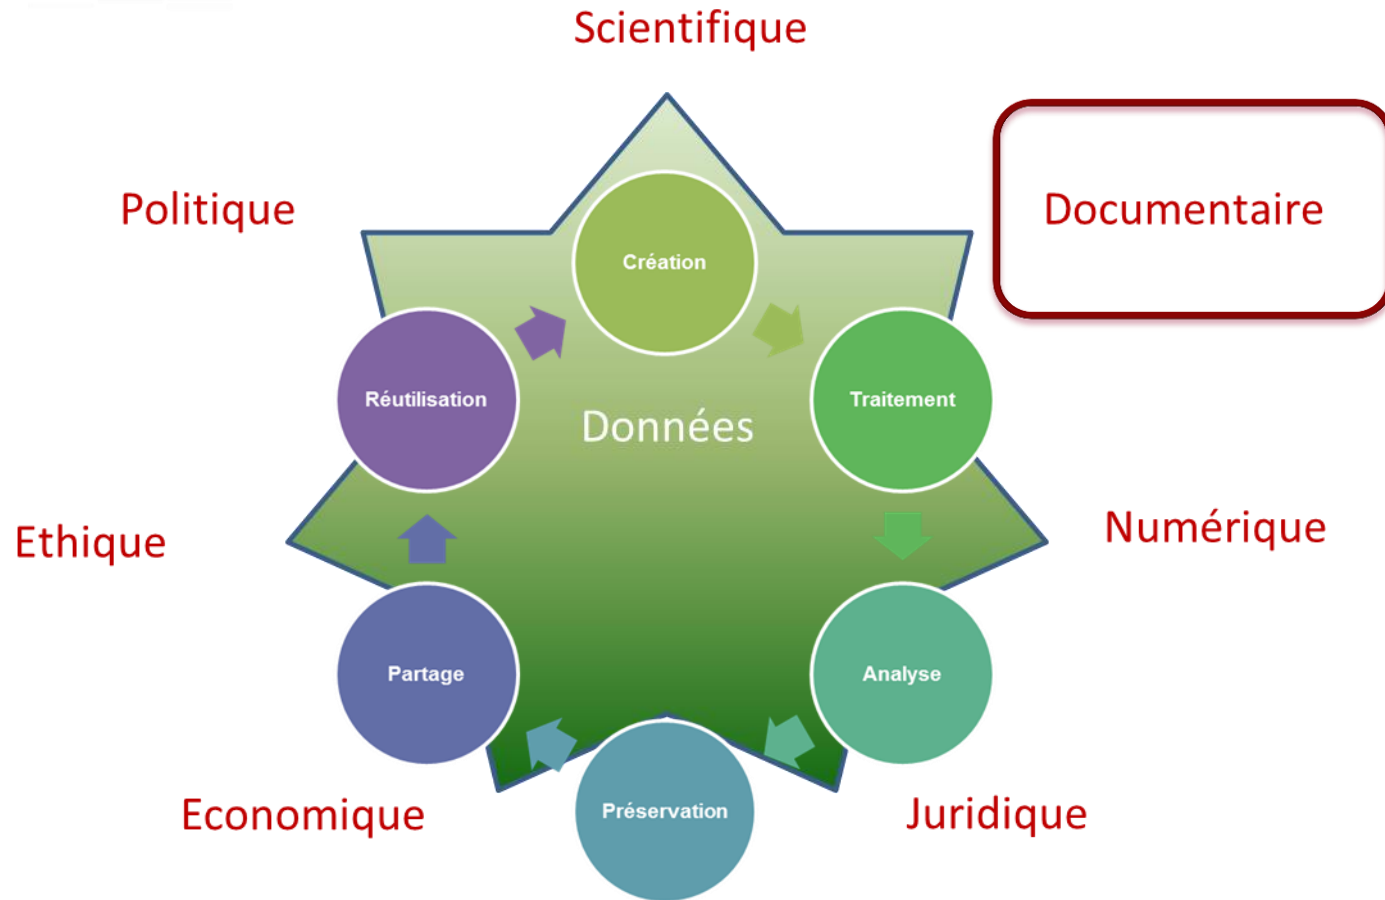 Scientifique
Politique
Documentaire
Création
Réutilisation
Traitement
Données
Ethique
Numérique
Partage
Analyse
Economique
Préservation
Juridique